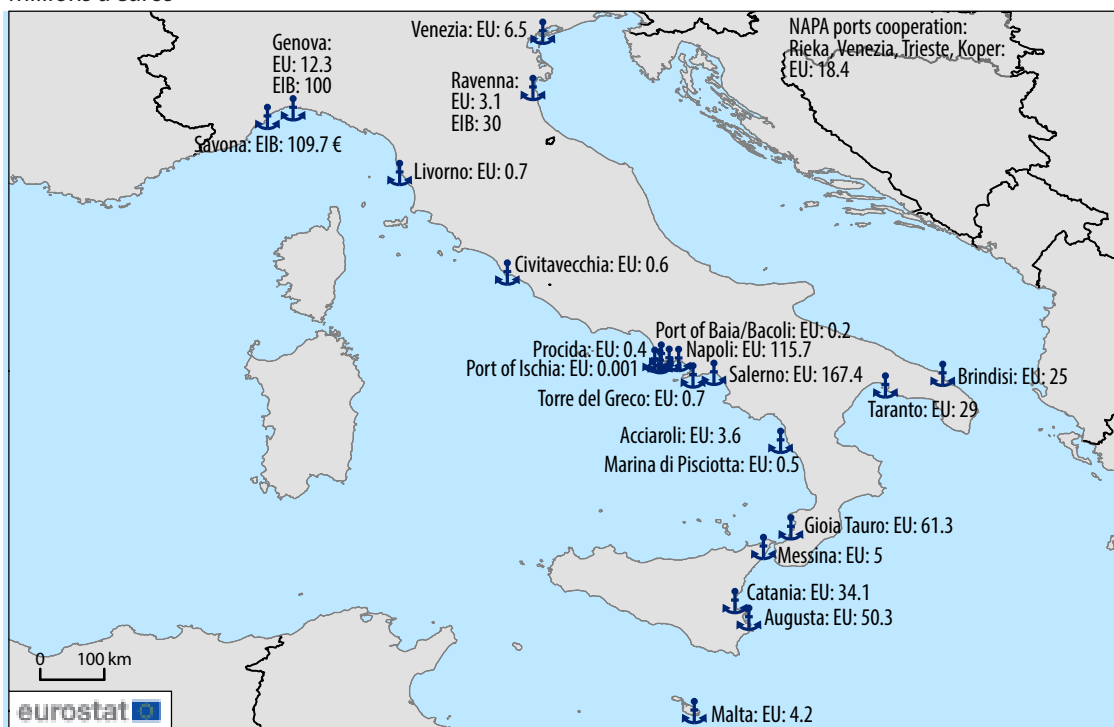 Venezia: EU: 6.5
NAPA ports cooperation:
Rieka, Venezia, Trieste, Koper:
EU: 18.4
Genova:
EU: 12.3
EIB: 100
Ravenna:
EU: 3.1
EIB: 30
Savona: EIB: 109.7 €
Livorno: EU: 0.7
Civitavecchia: EU: 0.6
Port of Baia/Bacoli: EU: 0.2
Procida: EU: 0.4
Napoli: EU: 115.7
Port of Ischia: EU: 0.001
Salerno: EU: 167.4
Brindisi: EU: 25
Torre del Greco: EU: 0.7
Taranto: EU: 29
Acciaroli: EU: 3.6
Marina di Pisciotta: EU: 0.5
Gioia Tauro: EU: 61.3
Messina: EU: 5
Catania: EU: 34.1
Augusta: EU: 50.3
0 100 km
eurostat
Malta: EU: 4.2